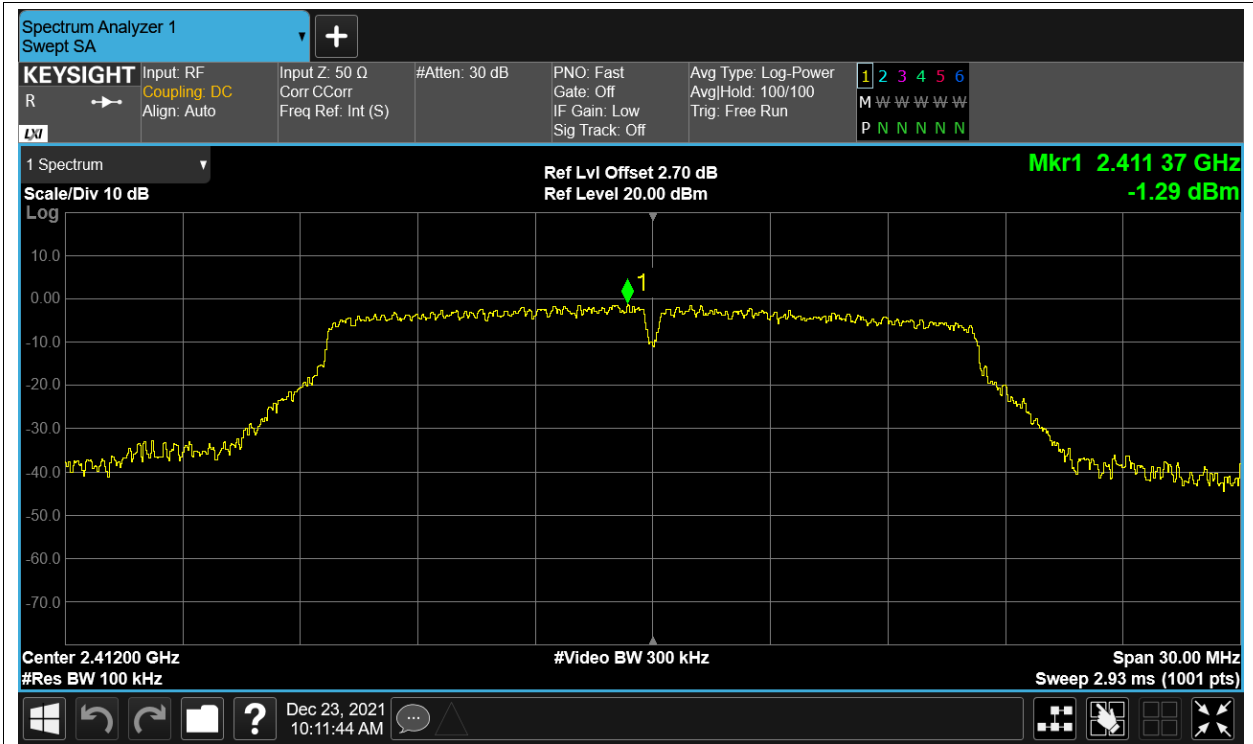 Spectrum Analyzer 1
Swept SA
KEYSIGHT
R
LXI
Input: RF
Coupling: DC
Align: Auto
Input Z: 50 Ω
Corr CCorr
Freq Ref: Int (S)
#Atten: 30 dB
PNO: Fast
Gate: Off
IF Gain: Low
Sig Track: Off
Avg Type: Log-Power
Avg|Hold: 100/100
Trig: Free Run
1 2 3 4 5 6
M W W W W W
P N N N N N
1 Spectrum
Scale/Div 10 dB
Ref Lvl Offset 2.70 dB
Ref Level 20.00 dBm
Mkr1 2.411 37 GHz
-1.29 dBm
Log
10.0
0.00
-10.0
-20.0
-30.0
-40.0
-50.0
-60.0
-70.0
1
Center 2.41200 GHz
#Res BW 100 kHz
#Video BW 300 kHz
Span 30.00 MHz
Sweep 2.93 ms (1001 pts)
?
Dec 23, 2021
10:11:44 AM